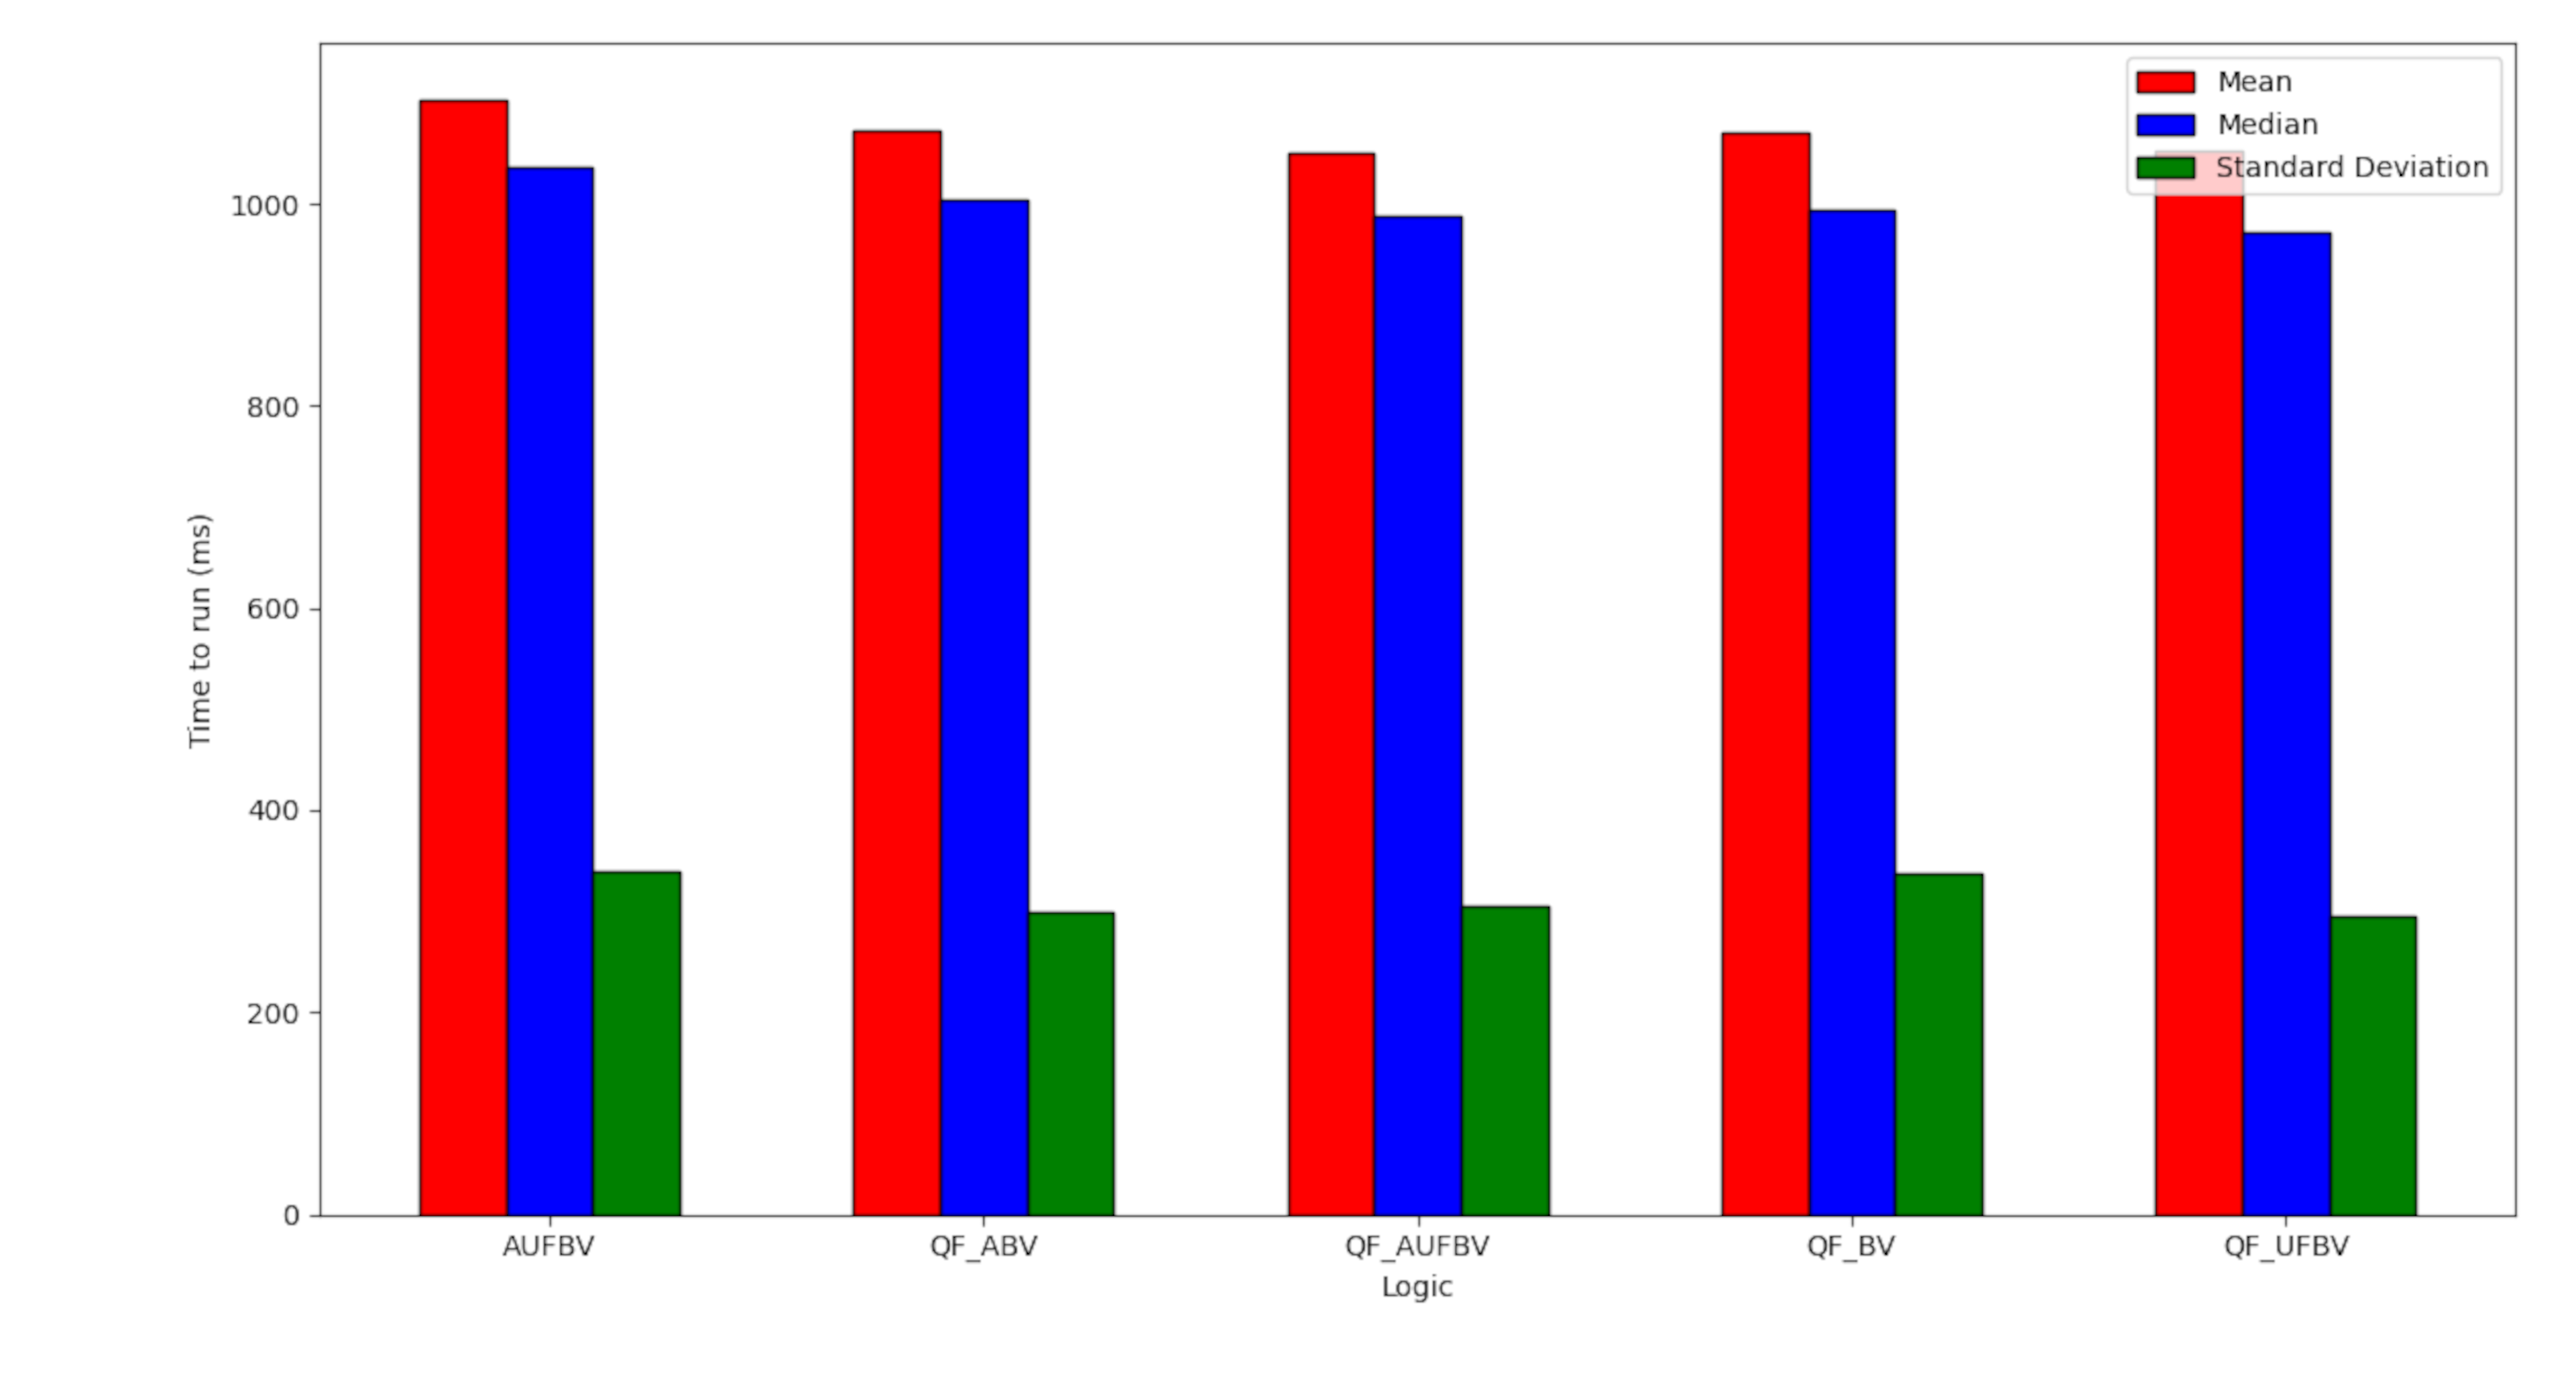 Mean
Median
Standard Deviation
1000
800
600
400
200
0
Time to run (ms)
AUFBV QF_ABV QF_AUFBV QF_BV QF_UFBV
Logic